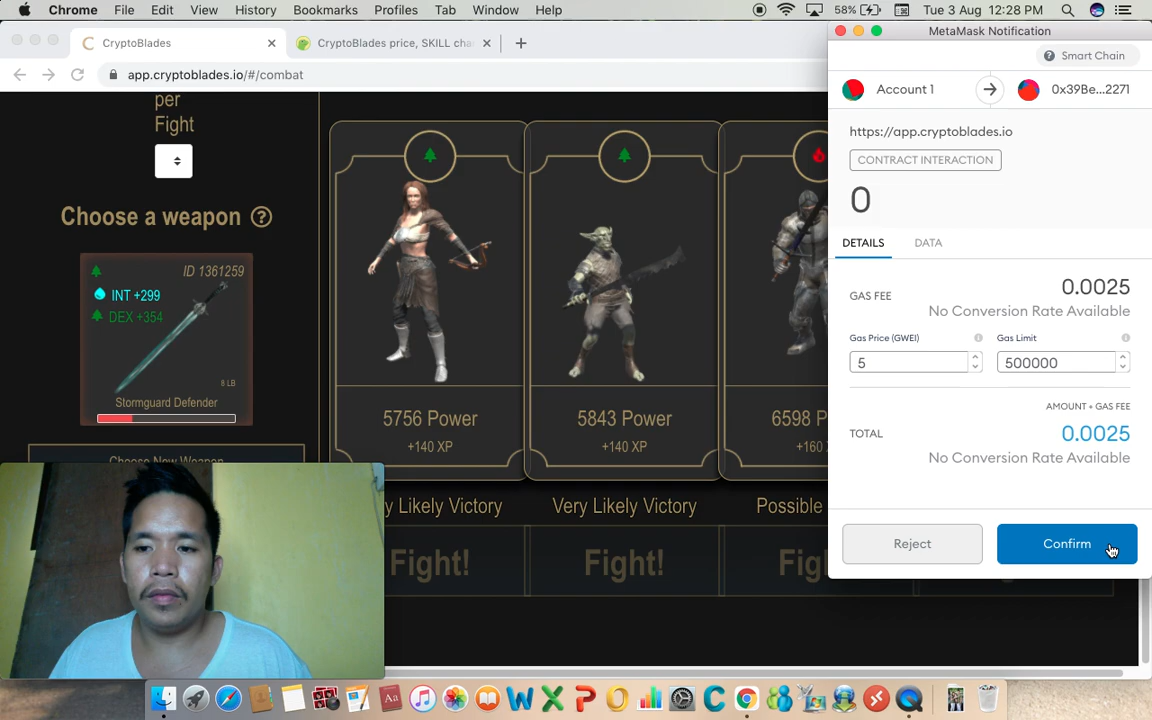 Chrome File Edit View History Bookmarks Profiles Tab Window Help 58% Tue 3 Aug 12:28 PM
CryptoBlades
CryptoBlades price, SKILL cha
app.cryptoblades.io/#/combat
per
Fight
Choose a weapon ?
ID 1361259
INT +299
DEX +354
8 LB
Stormguard Defender
Choose New Weapon
5756 Power
+140 XP
y Likely Victory
Fight!
5843 Power
+140 XP
Very Likely Victory
Fight!
6598 P
+160
Possible
Fig
MetaMask Notification
? Smart Chain
Account 1
0x39Be...2271
https://app.cryptoblades.io
CONTRACT INTERACTION
0
DETAILS DATA
GAS FEE
0.0025
No Conversion Rate Available
Gas Price (GWEI) Gas Limit
5 500000
AMOUNT + GAS FEE
TOTAL
0.0025
No Conversion Rate Available
Reject Confirm